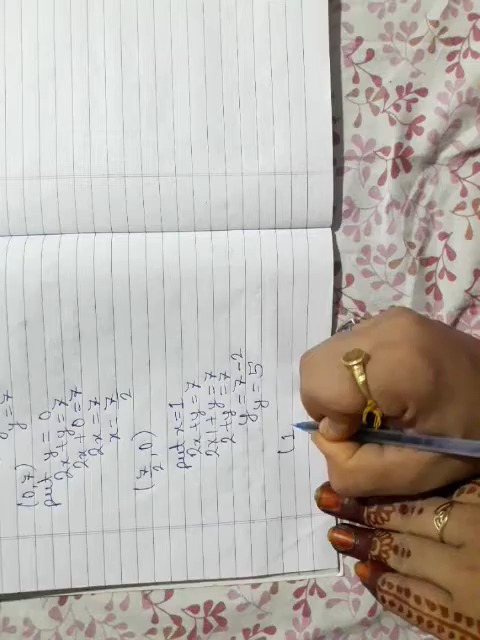 y = 7
(0,7)
put y = 0
2x+y = 7
2x+0 = 7
2x = 7
x = 7/2
(7/2, 0)
put x = 1
2x+y = 7
2x1+y = 7
2+y = 7
y = 7-2
y = 5
(1